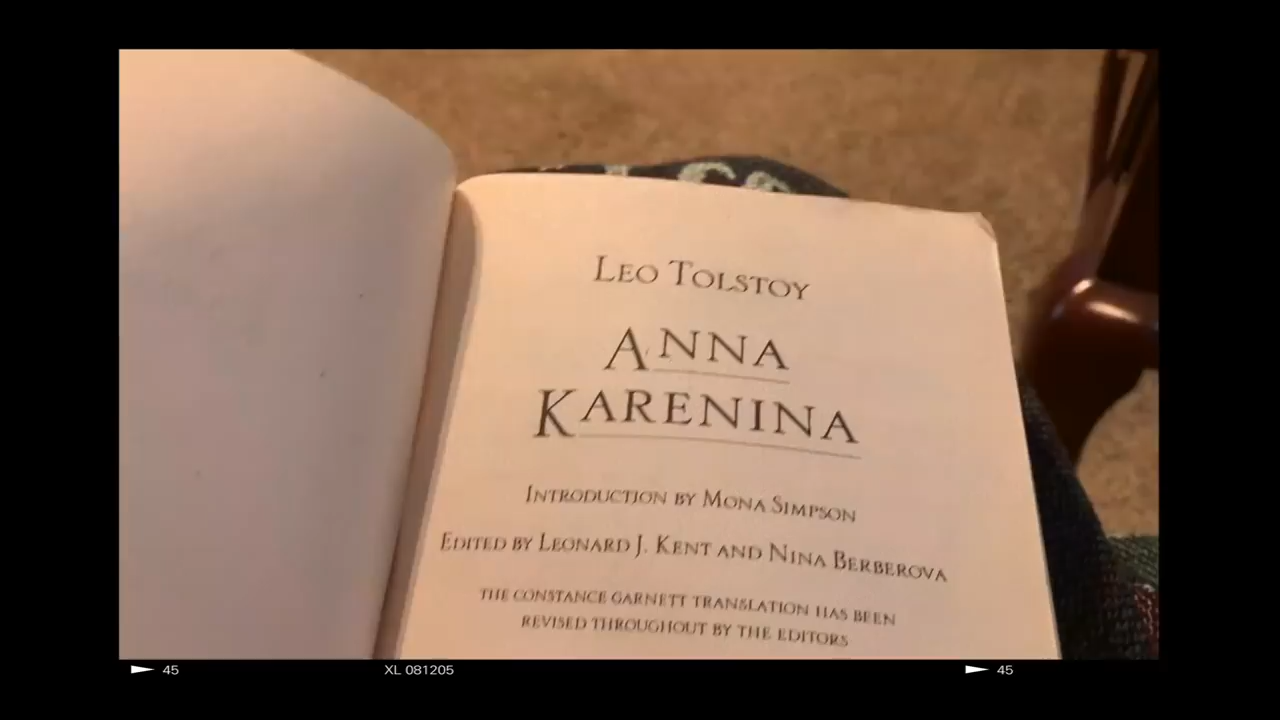 LEO TOLSTOY
ANNA
KARENINA
INTRODUCTION BY MONA SIMPSON
EDITED BY LEONARD J. KENT AND NINA BERBEROVA
THE CONSTANCE GARNETT TRANSLATION HAS BEEN
REVISED THROUGHOUT BY THE EDITORS
45 XL 081205 45